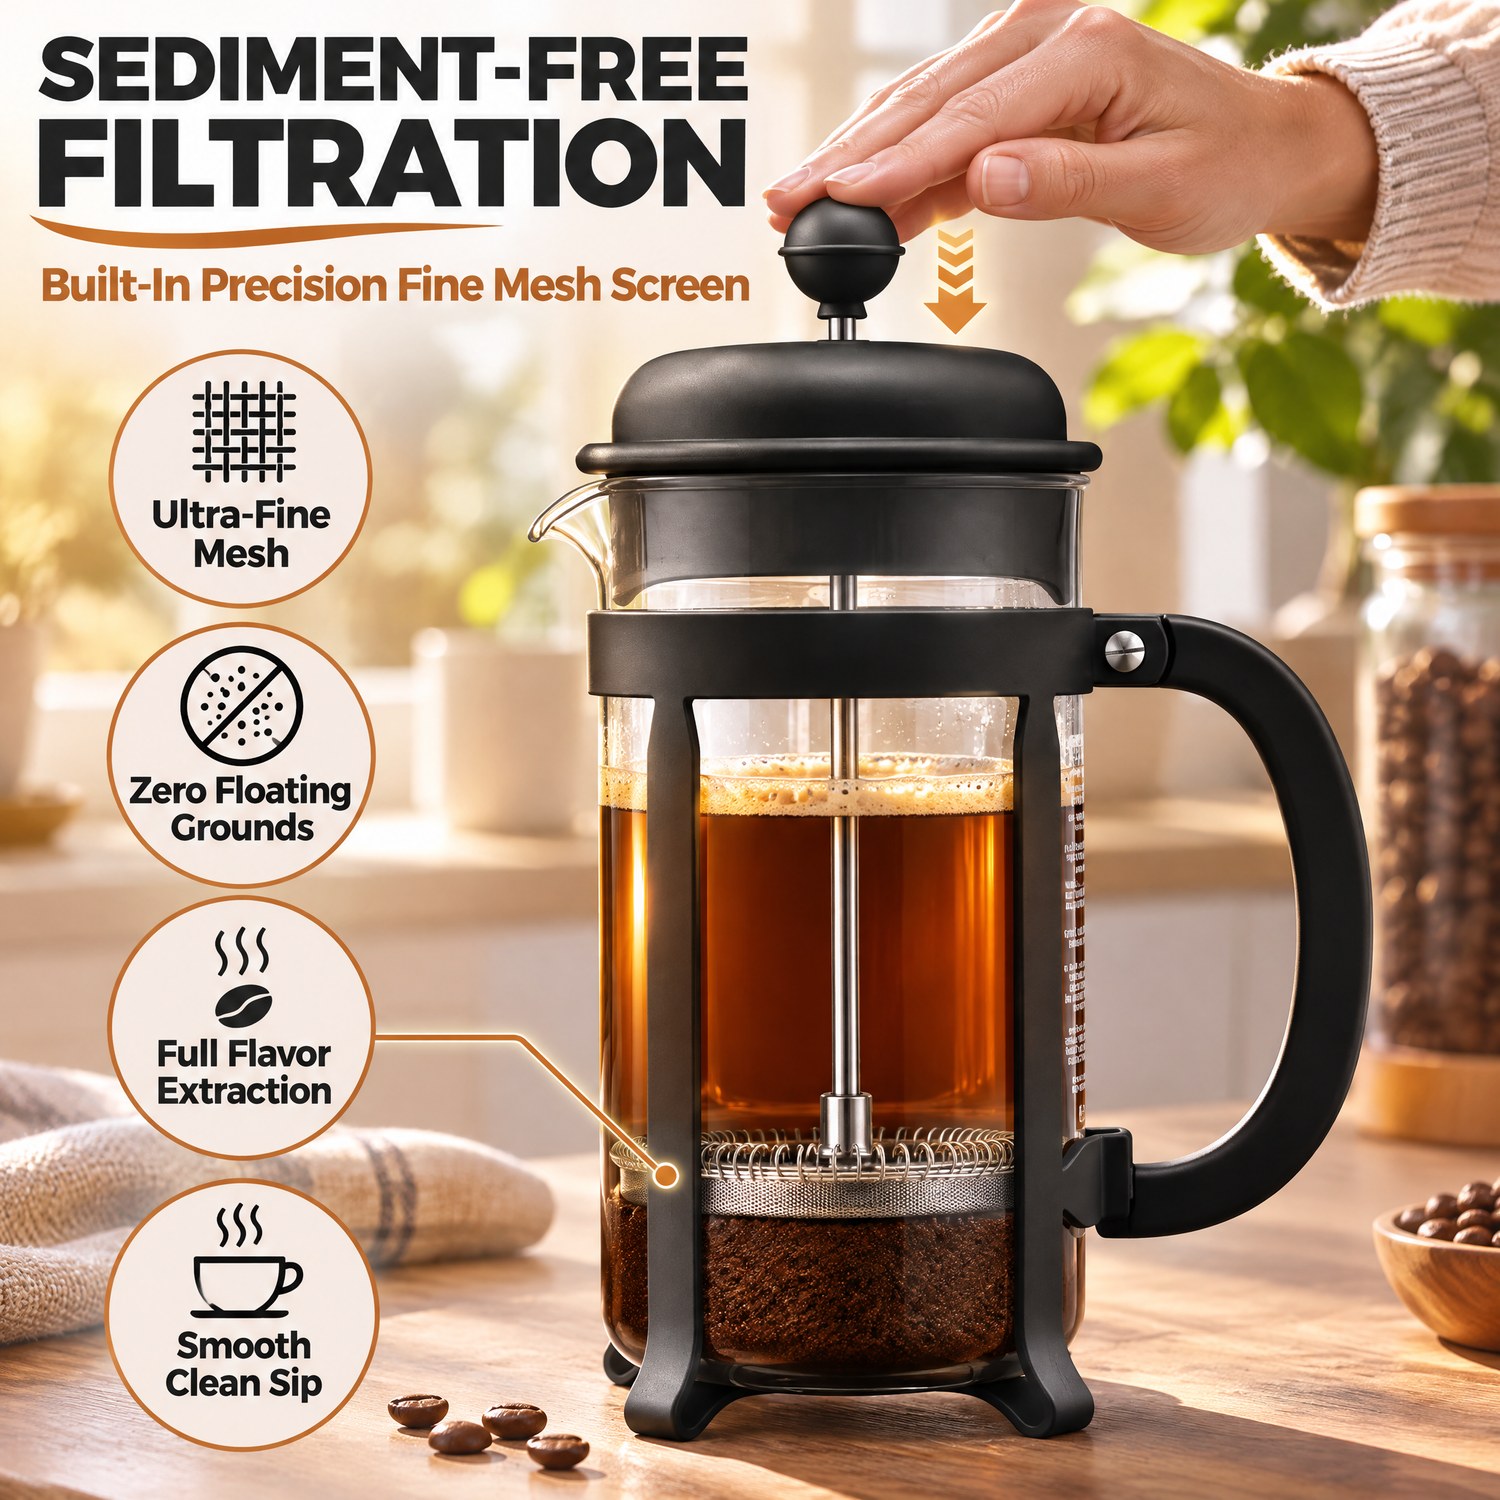 SEDIMENT-FREE
FILTRATION
Built-In Precision Fine Mesh Screen
Ultra-Fine
Mesh
Zero Floating
Grounds
Full Flavor
Extraction
Smooth
Clean Sip